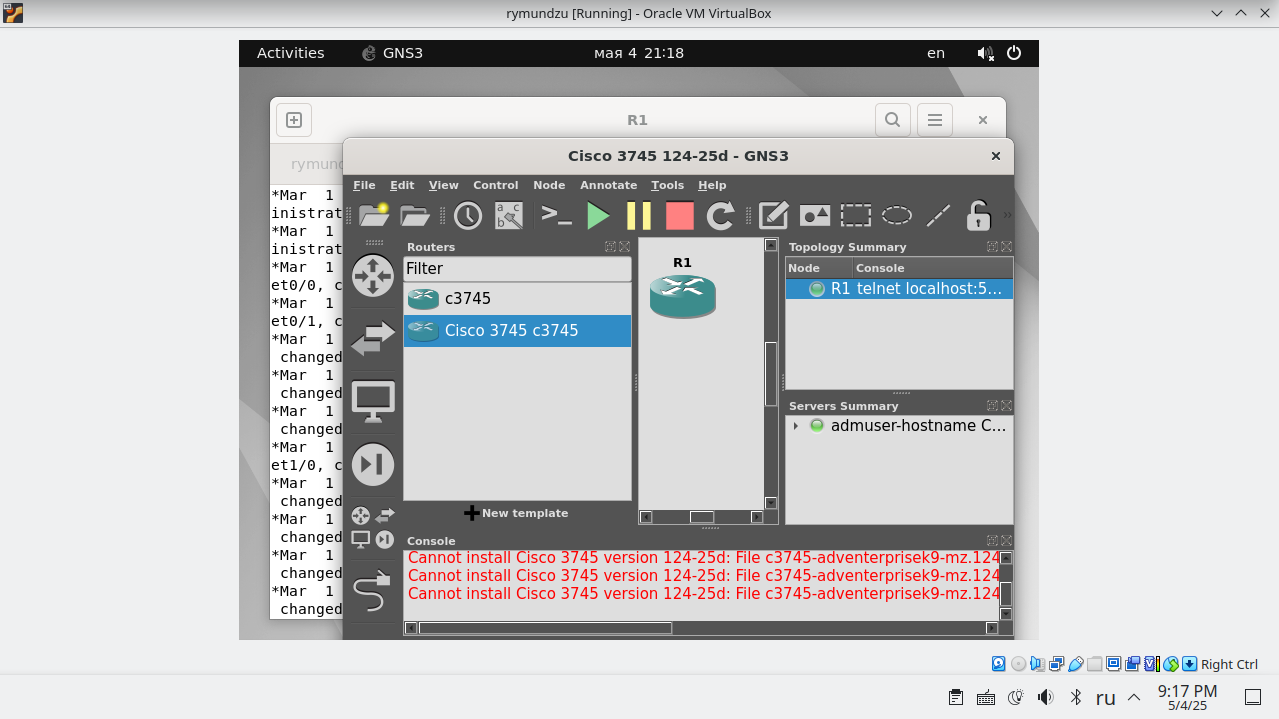 rymundzu [Running] - Oracle VM VirtualBox
Activities GNS3 мая 4 21:18 en
R1
rymund
*Mar 1
inistrat
*Mar 1
inistrat
*Mar 1
et0/0, c
*Mar 1
et0/1, c
*Mar 1
changed
*Mar 1
changed
*Mar 1
changed
*Mar 1
et1/0, c
*Mar 1
changed
*Mar 1
changed
*Mar 1
changed
*Mar 1
changed
Cisco 3745 124-25d - GNS3
File Edit View Control Node Annotate Tools Help
Routers
Filter
c3745
Cisco 3745 c3745
New template
R1
Topology Summary
Node Console
R1 telnet localhost:5...
Servers Summary
admuser-hostname C...
Console
Cannot install Cisco 3745 version 124-25d: File c3745-adventerprisek9-mz.124
Cannot install Cisco 3745 version 124-25d: File c3745-adventerprisek9-mz.124
Cannot install Cisco 3745 version 124-25d: File c3745-adventerprisek9-mz.124
Right Ctrl
ru 9:17 PM
5/4/25